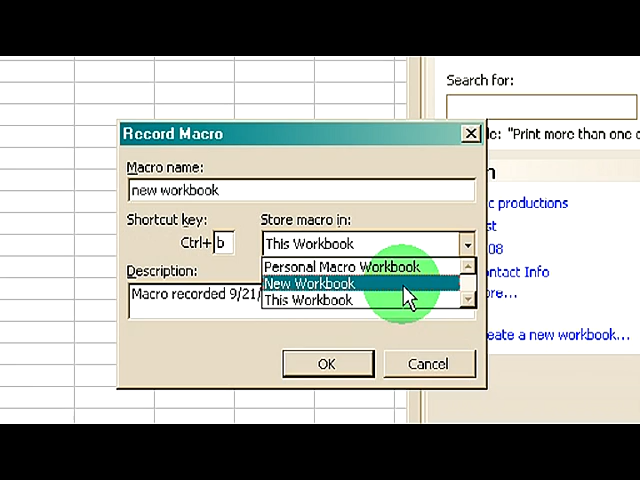 Search for:
"Print more than one
Record Macro
Macro name:
new workbook
Shortcut key:
Store macro in:
Ctrl+ b
This Workbook
Personal Macro Workbook
New Workbook
This Workbook
Description:
Macro recorded 9/21/
OK
Cancel
productions
08
ontact Info
ore...
eate a new workbook...